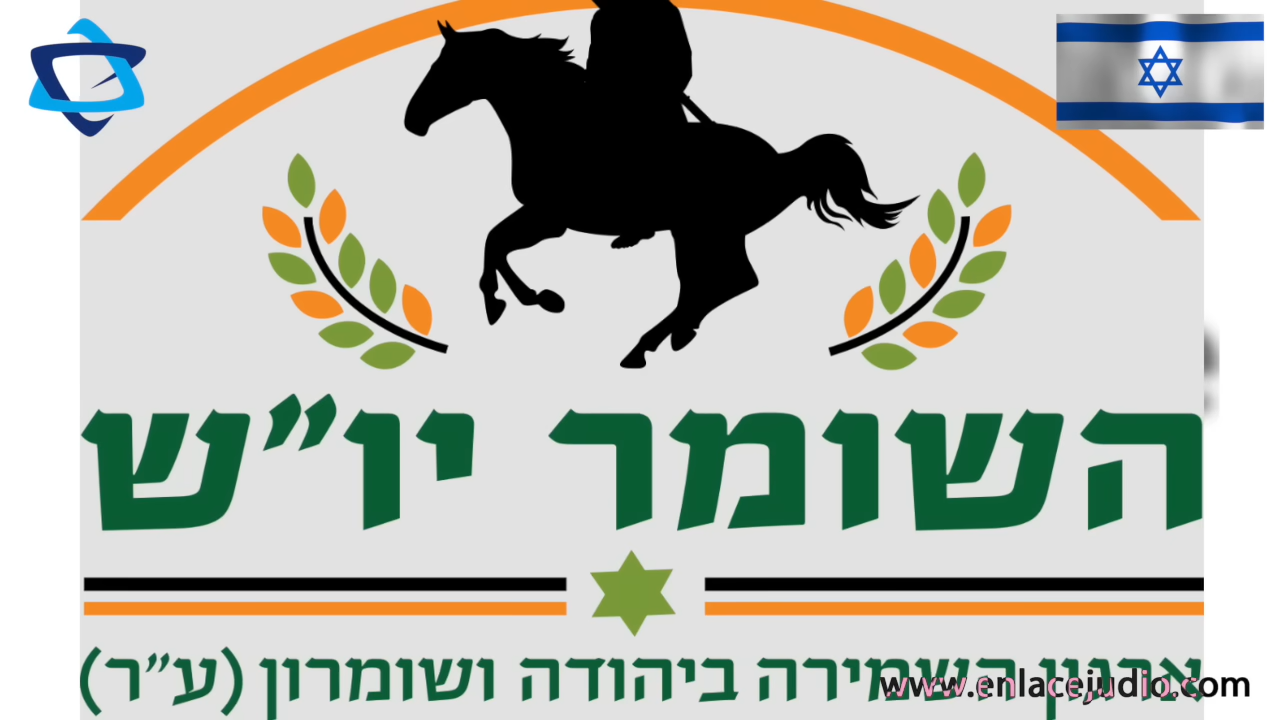 השומר יו״ש
ארגון השמירה ביהודה ושומרון (ע״ר)
www.enlacejudio.com